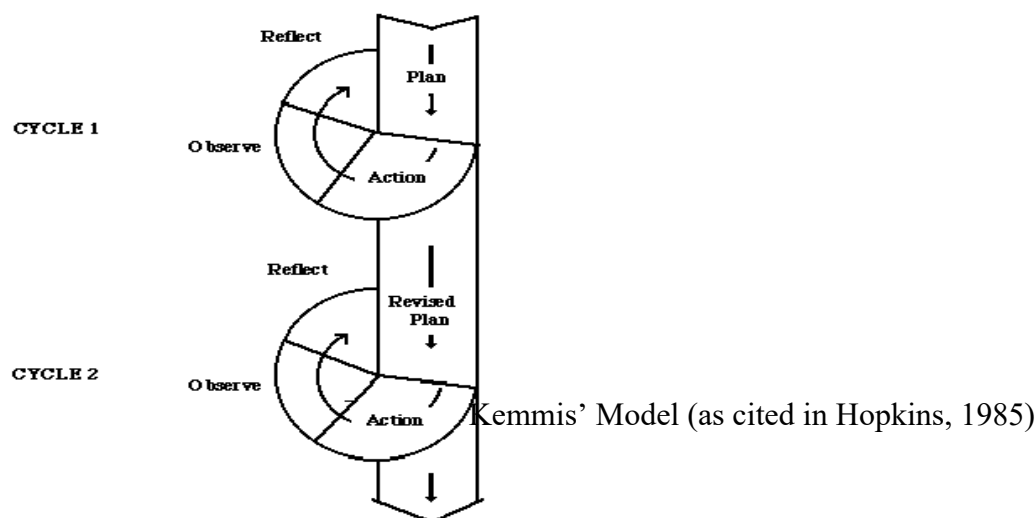 Reflect
Plan
CYCLE 1
Observe
Action
Reflect
Revised
Plan
CYCLE 2
Observe
Action
Kemmis’ Model (as cited in Hopkins, 1985)